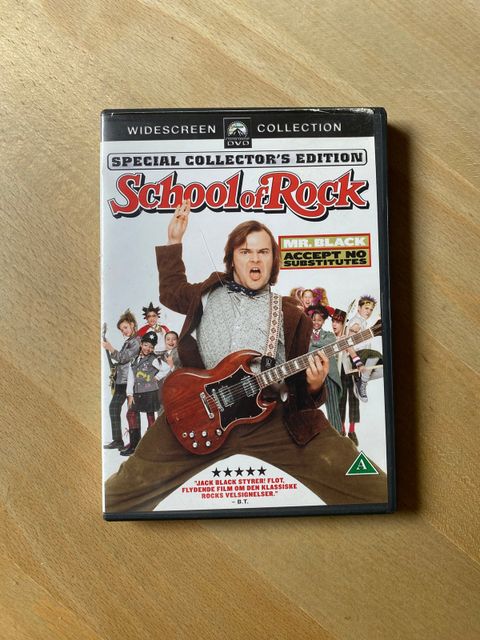 WIDESCREEN DVD COLLECTION
SPECIAL COLLECTOR'S EDITION
School of Rock
MR. BLACK
ACCEPT NO
SUBSTITUTES
"JACK BLACK STYRER! FLOT,
FLYDENDE FILM OM DEN KLASSISKE
ROCKS VELSIGNELSER."
- B.T.
A